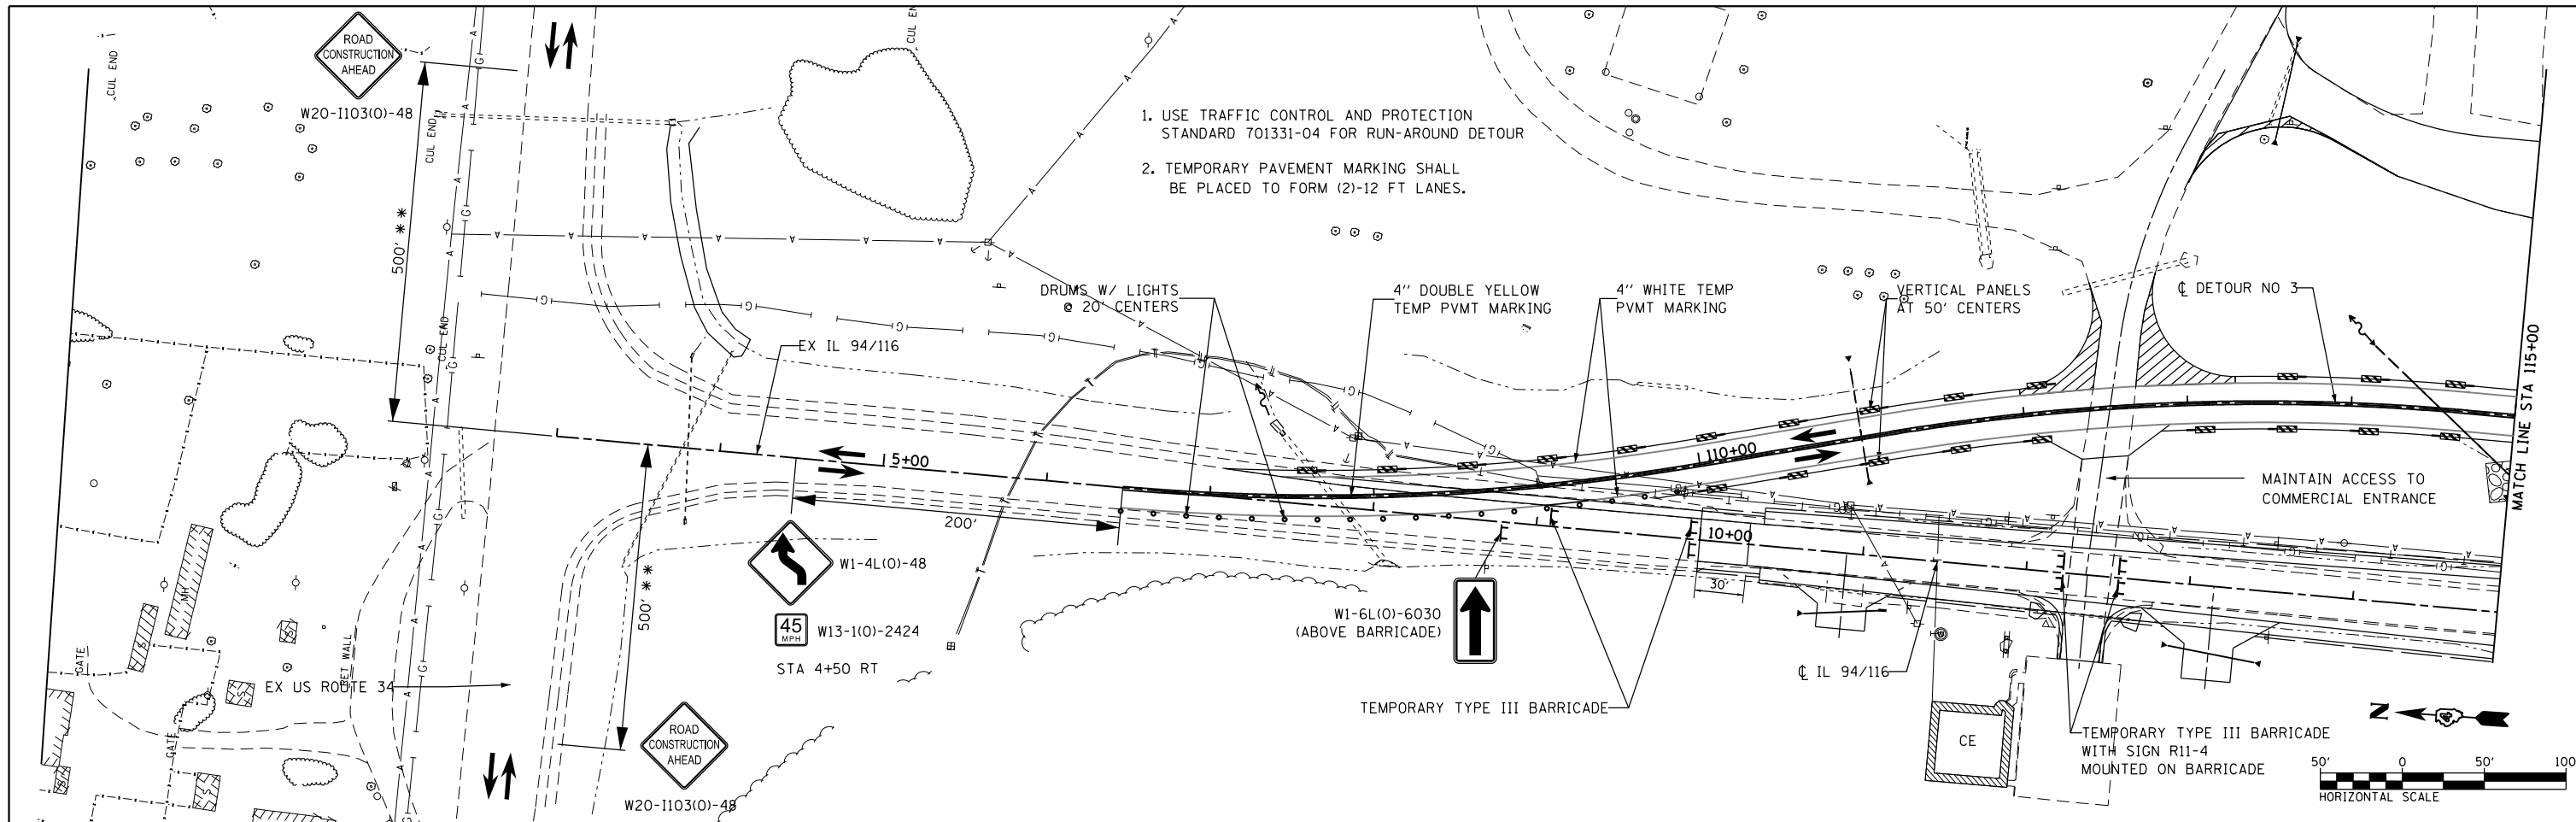 ROAD
CONSTRUCTION
AHEAD
W20-I103(O)-48
CUL END
CUL END
CUL END
CUL END
500' **
1. USE TRAFFIC CONTROL AND PROTECTION
STANDARD 701331-04 FOR RUN-AROUND DETOUR
2. TEMPORARY PAVEMENT MARKING SHALL
BE PLACED TO FORM (2)-12 FT LANES.
DRUMS W/ LIGHTS
@ 20' CENTERS
4'' DOUBLE YELLOW
TEMP PVMT MARKING
4'' WHITE TEMP
PVMT MARKING
VERTICAL PANELS
AT 50' CENTERS
℄ DETOUR NO 3
MATCH LINE STA 115+00
EX IL 94/116
5+00
110+00
10+00
200'
30'
500' **
MAINTAIN ACCESS TO
COMMERCIAL ENTRANCE
W1-4L(O)-48
45
MPH
W13-1(O)-2424
STA 4+50 RT
W1-6L(O)-6030
(ABOVE BARRICADE)
TEMPORARY TYPE III BARRICADE
℄ IL 94/116
CE
TEMPORARY TYPE III BARRICADE
WITH SIGN R11-4
MOUNTED ON BARRICADE
EX US ROUTE 34
RET WALL
GATE
GATE
MH
ROAD
CONSTRUCTION
AHEAD
W20-I103(O)-48
N
50' 0 50' 100
HORIZONTAL SCALE